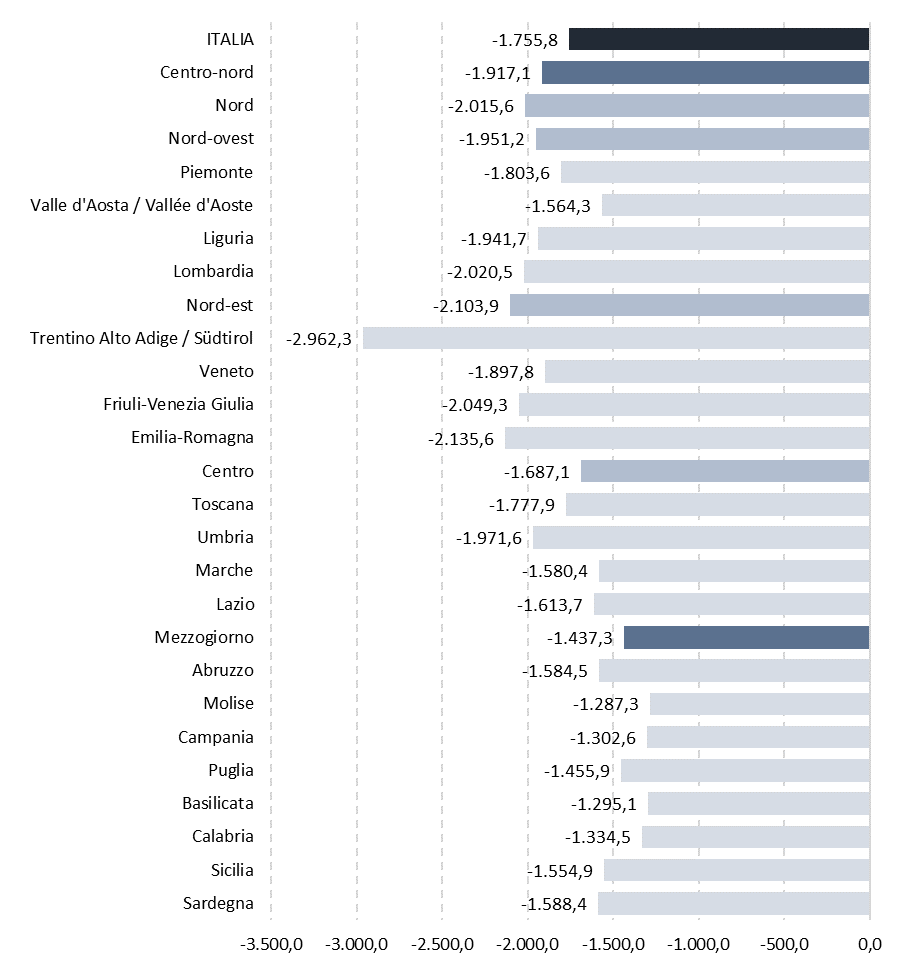 ITALIA -1.755,8
Centro-nord -1.917,1
Nord -2.015,6
Nord-ovest -1.951,2
Piemonte -1.803,6
Valle d'Aosta / Vallée d'Aoste -1.564,3
Liguria -1.941,7
Lombardia -2.020,5
Nord-est -2.103,9
Trentino Alto Adige / Südtirol -2.962,3
Veneto -1.897,8
Friuli-Venezia Giulia -2.049,3
Emilia-Romagna -2.135,6
Centro -1.687,1
Toscana -1.777,9
Umbria -1.971,6
Marche -1.580,4
Lazio -1.613,7
Mezzogiorno -1.437,3
Abruzzo -1.584,5
Molise -1.287,3
Campania -1.302,6
Puglia -1.455,9
Basilicata -1.295,1
Calabria -1.334,5
Sicilia -1.554,9
Sardegna -1.588,4
-3.500,0 -3.000,0 -2.500,0 -2.000,0 -1.500,0 -1.000,0 -500,0 0,0